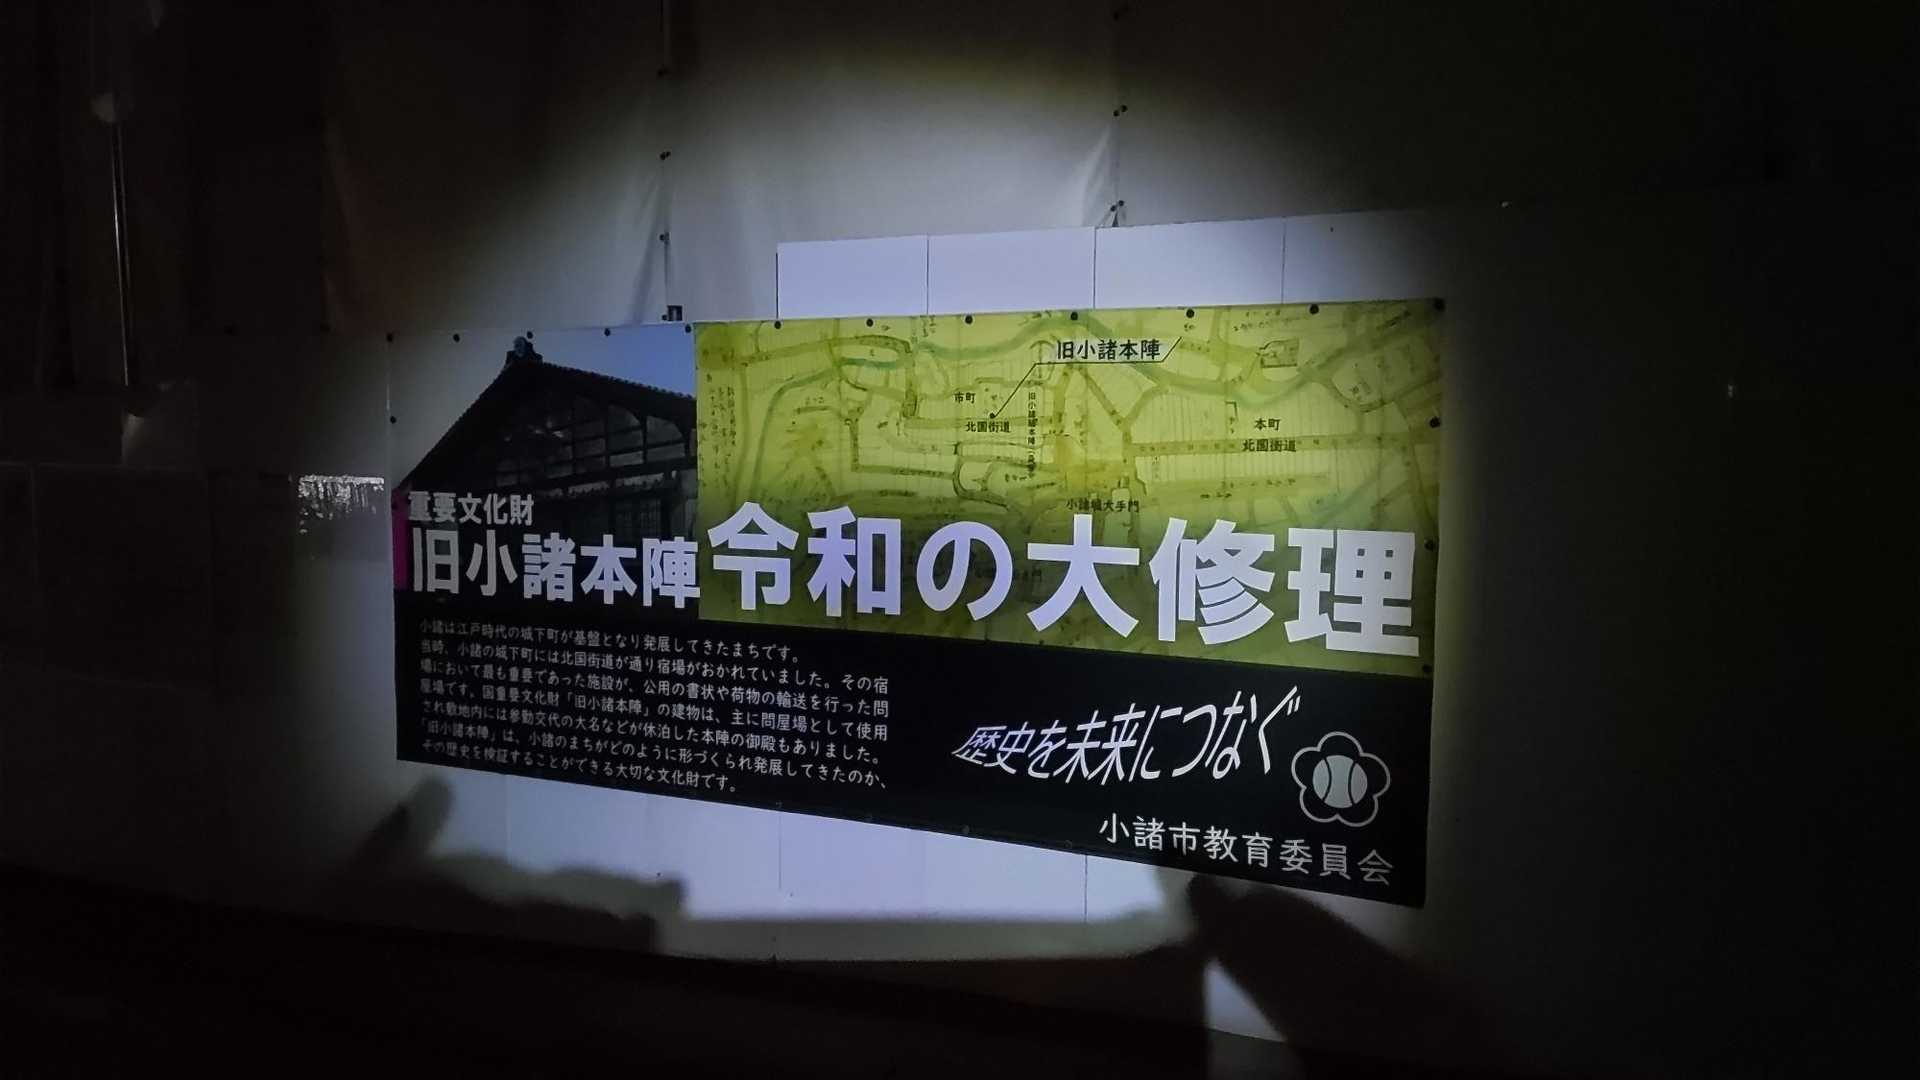 旧小諸本陣
市町
北国街道
本町
北国街道
小諸城大手門
重要文化財
旧小諸本陣
令和の大修理
小諸は江戸時代の城下町が基盤となり発展してきたまちです。
当時、小諸の城下町には北国街道が通り宿場がおかれていました。その宿
場において最も重要であった施設が、公用の書状や荷物の輸送を行った問
屋場です。国重要文化財「旧小諸本陣」の建物は、主に問屋場として使用
され敷地内には参勤交代の大名などが休泊した本陣の御殿もありました。
「旧小諸本陣」は、小諸のまちがどのように形づくられ発展してきたのか、
その歴史を検証することができる大切な文化財です。
歴史を未来につなぐ
小諸市教育委員会